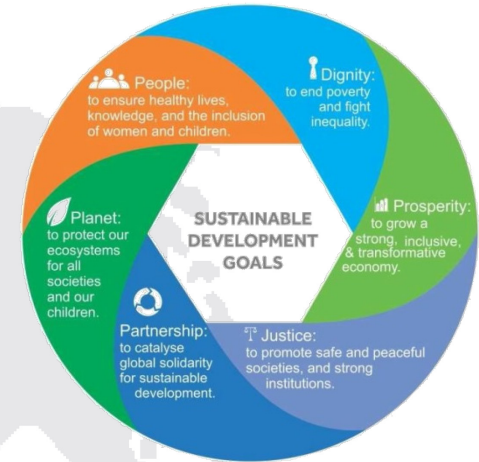 People:
to ensure healthy lives,
knowledge, and the inclusion
of women and children.
Dignity:
to end poverty
and fight
inequality.
Prosperity:
to grow a
strong, inclusive,
& transformative
economy.
Justice:
to promote safe and peaceful
societies, and strong
institutions.
Partnership:
to catalyse
global solidarity
for sustainable
development.
Planet:
to protect our
ecosystems
for all
societies
and our
children.
SUSTAINABLE
DEVELOPMENT
GOALS